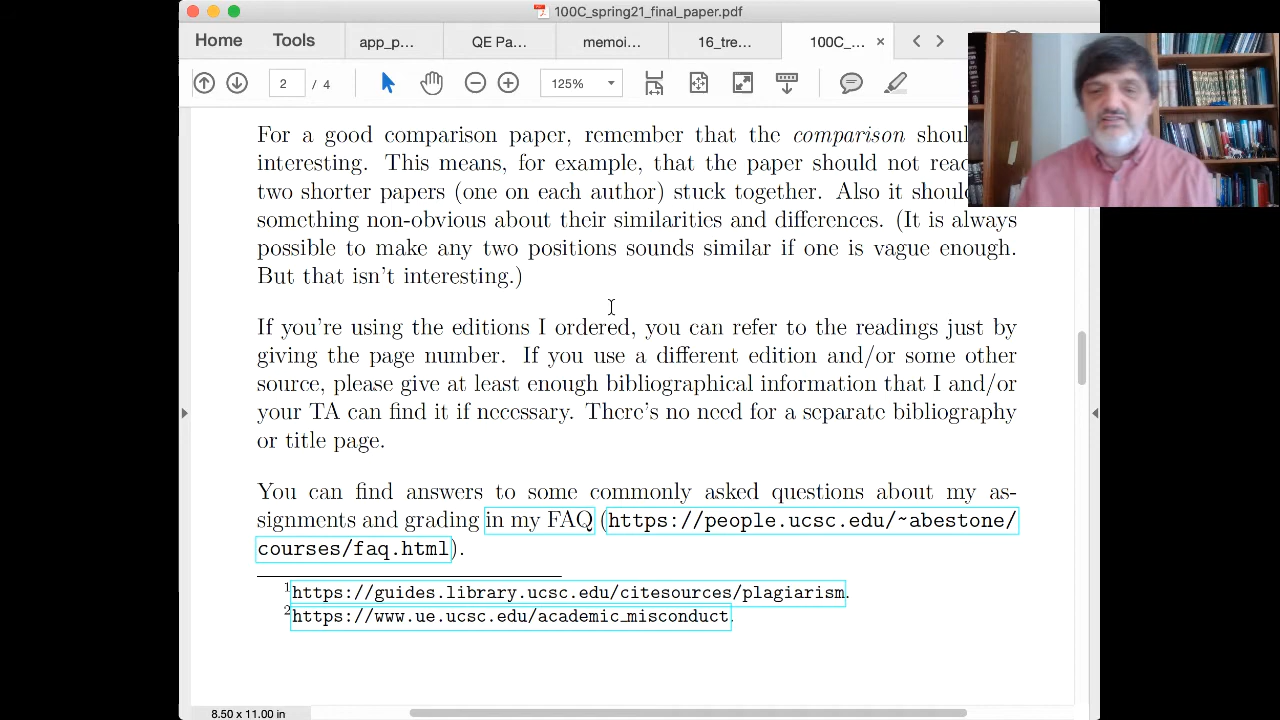 100C_spring21_final_paper.pdf
Home Tools app_p... QE Pa... memoi... 16_tre... 100C_...
2 / 4 125%
For a good comparison paper, remember that the comparison
interesting. This means, for example, that the paper should not
two shorter papers (one on each author) stuck together. Also it
something non-obvious about their similarities and differences. (It is always
possible to make any two positions sounds similar if one is vague enough.
But that isn't interesting.)
If you're using the editions I ordered, you can refer to the readings just by
giving the page number. If you use a different edition and/or some other
source, please give at least enough bibliographical information that I and/or
your TA can find it if necessary. There's no need for a separate bibliography
or title page.
You can find answers to some commonly asked questions about my as-
signments and grading in my FAQ (https://people.ucsc.edu/~abestone/
courses/faq.html).
1 https://guides.library.ucsc.edu/citesources/plagiarism.
2 https://www.ue.ucsc.edu/academic_misconduct.
8.50 x 11.00 in